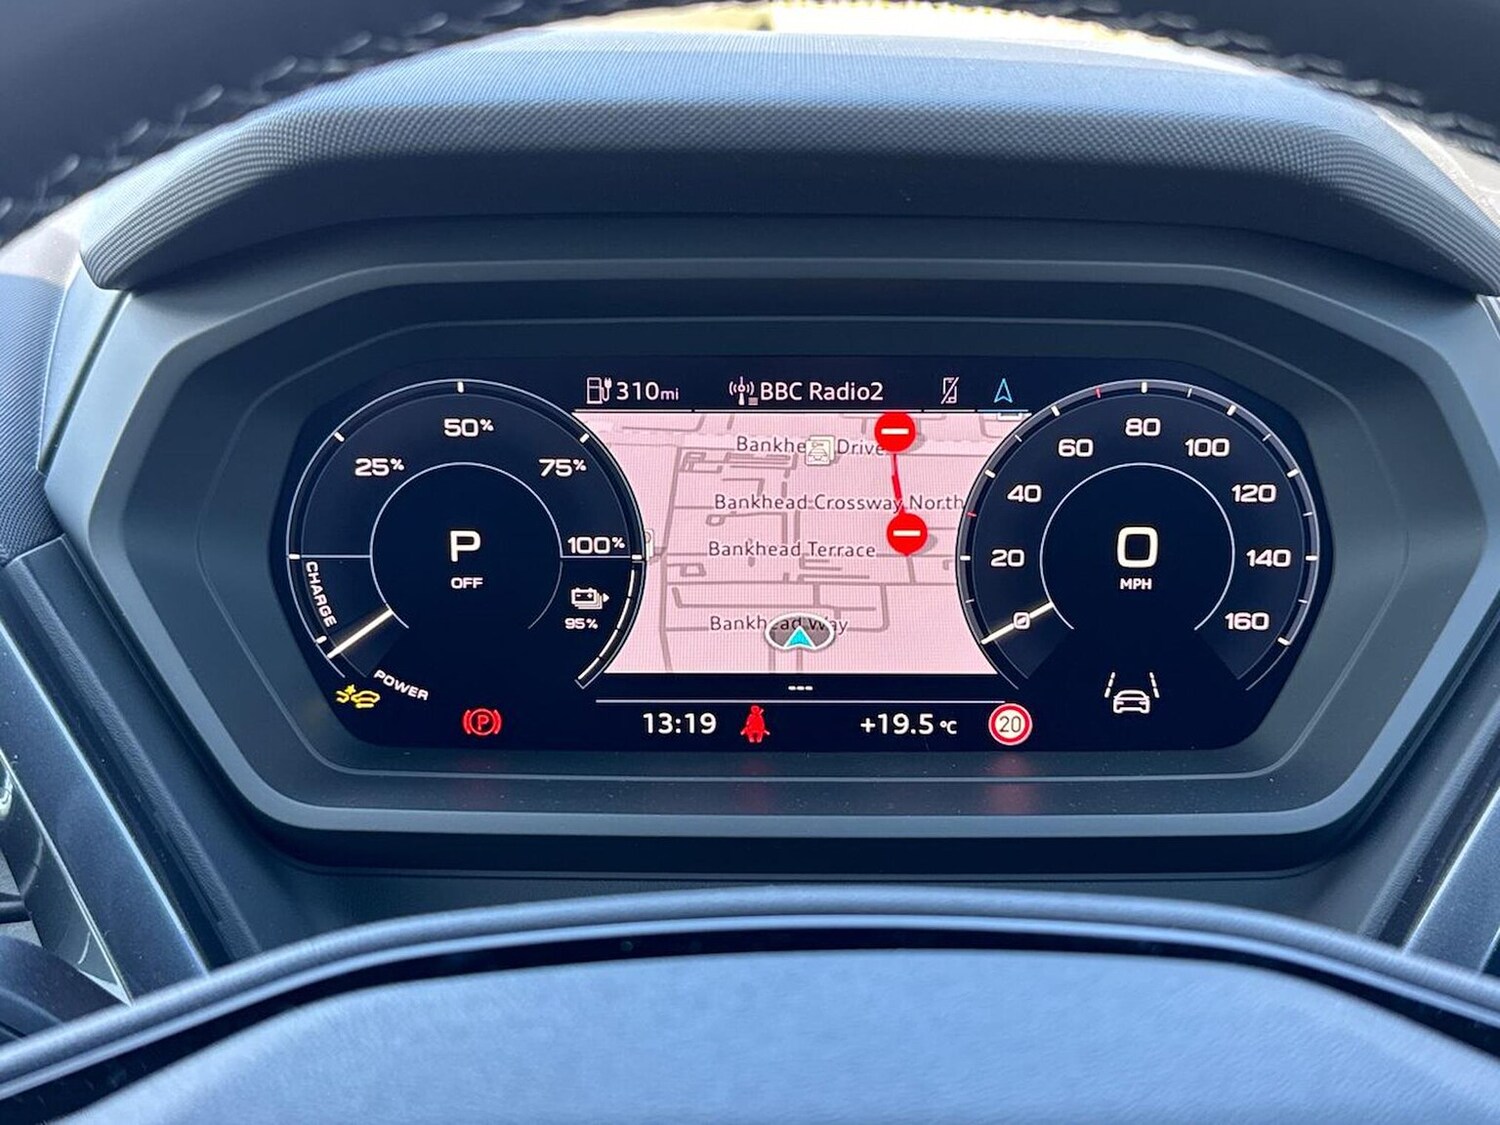 310mi
BBC Radio2
50%
25%
75%
100%
CHARGE
P
OFF
95%
POWER
Bankhe Drive
Bankhead Crossway North
Bankhead Terrace
Bankhead Way
---
80
60
100
40
120
20
140
0
160
0
MPH
P
13:19
+19.5 °C
20